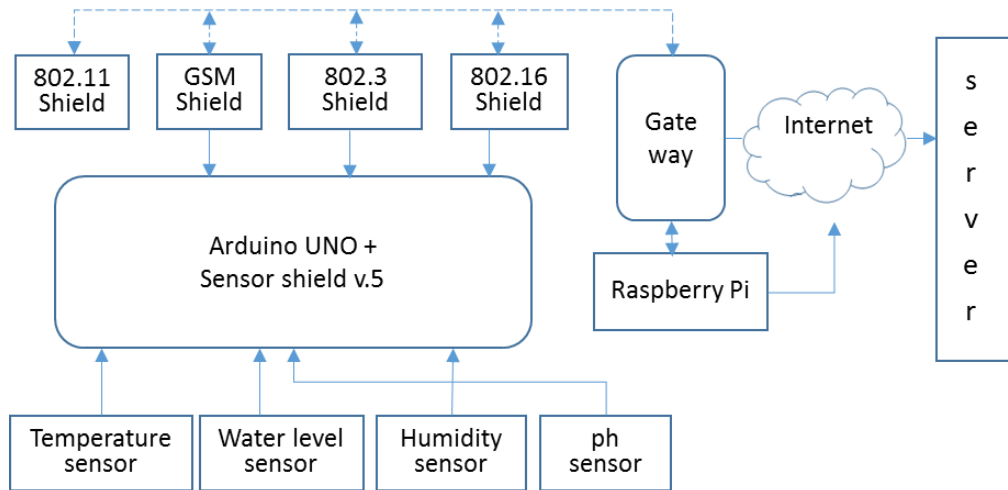 802.11
Shield
GSM
Shield
802.3
Shield
802.16
Shield
Gate
way
Internet
s
e
r
v
e
r
Arduino UNO +
Sensor shield v.5
Raspberry Pi
Temperature
sensor
Water level
sensor
Humidity
sensor
ph
sensor